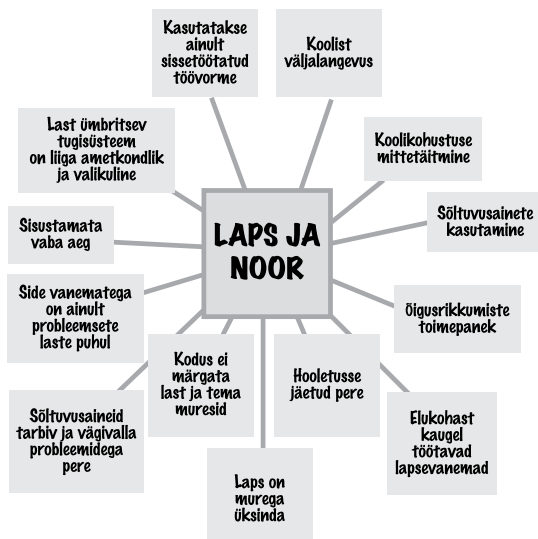 Kasutatakse
ainult
sissetöötatud
töövorme
Koolist
väljalangevus
Last ümbritsev
tugisüsteem
on liiga ametkondlik
ja valikuline
Koolikohustuse
mittetäitmine
Sisustamata
vaba aeg
LAPS JA
NOOR
Sõltuvusainete
kasutamine
Side vanematega
on ainult
probleemsete
laste puhul
Õigusrikkumiste
toimepanek
Kodus ei
märgata
last ja tema
muresid
Hooletusse
jäetud pere
Sõltuvusaineid
tarbiv ja vägivalla
probleemidega
pere
Elukohast
kaugel
töötavad
lapsevanemad
Laps on
murega
üksinda